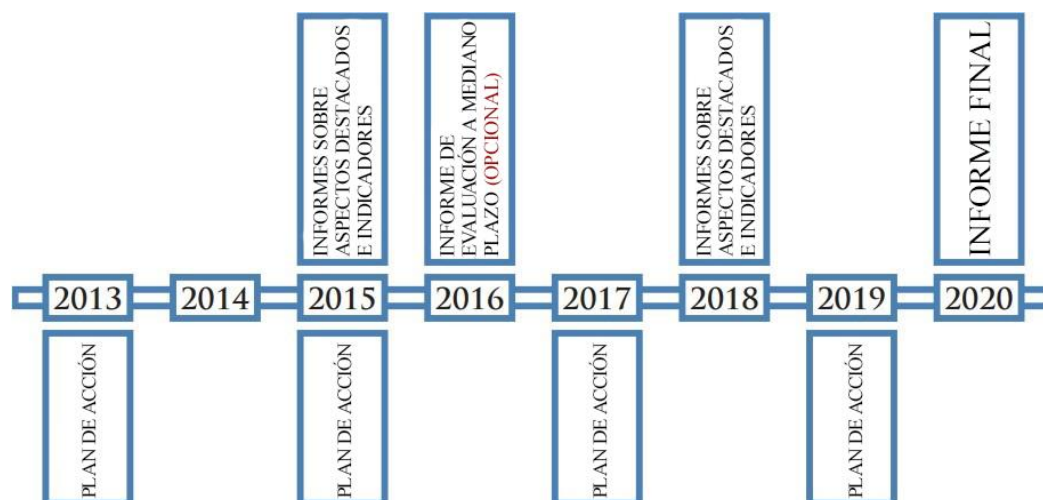 INFORMES SOBRE
ASPECTOS DESTACADOS
E INDICADORES
INFORME DE
EVALUACIÓN A MEDIANO
PLAZO (OPCIONAL)
INFORMES SOBRE
ASPECTOS DESTACADOS
E INDICADORES
INFORME FINAL
2013
2014
2015
2016
2017
2018
2019
2020
PLAN DE ACCIÓN
PLAN DE ACCIÓN
PLAN DE ACCIÓN
PLAN DE ACCIÓN